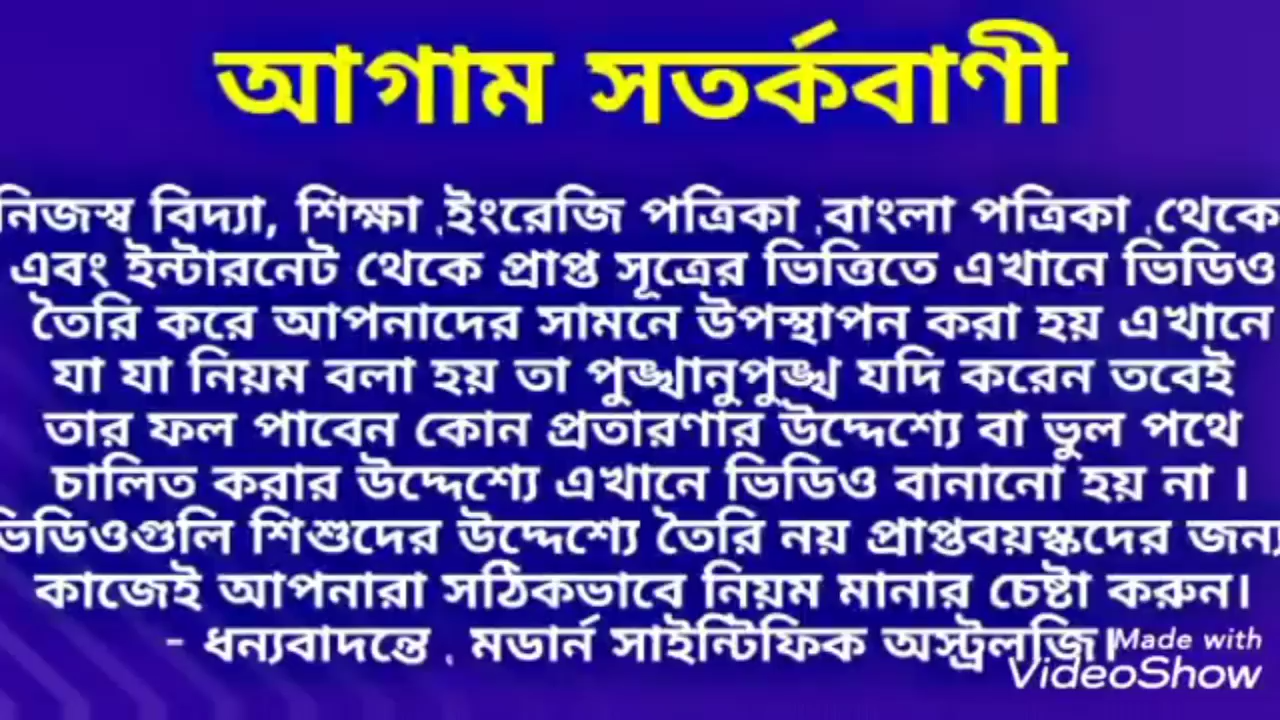 আগাম সতর্কবাণী
নিজস্ব বিদ্যা, শিক্ষা ,ইংরেজি পত্রিকা ,বাংলা পত্রিকা ,থেকে
এবং ইন্টারনেট থেকে প্রাপ্ত সূত্রের ভিত্তিতে এখানে ভিডিও
তৈরি করে আপনাদের সামনে উপস্থাপন করা হয় এখানে
যা যা নিয়ম বলা হয় তা পুঙ্খানুপুঙ্খ যদি করেন তবেই
তার ফল পাবেন কোন প্রতারণার উদ্দেশ্যে বা ভুল পথে
চালিত করার উদ্দেশ্যে এখানে ভিডিও বানানো হয় না ।
ভিডিওগুলি শিশুদের উদ্দেশ্যে তৈরি নয় প্রাপ্তবয়স্কদের জন্য
কাজেই আপনারা সঠিকভাবে নিয়ম মানার চেষ্টা করুন।
- ধন্যবাদন্তে , মডার্ন সাইন্টিফিক অস্ট্রলজি।
Made with
VideoShow